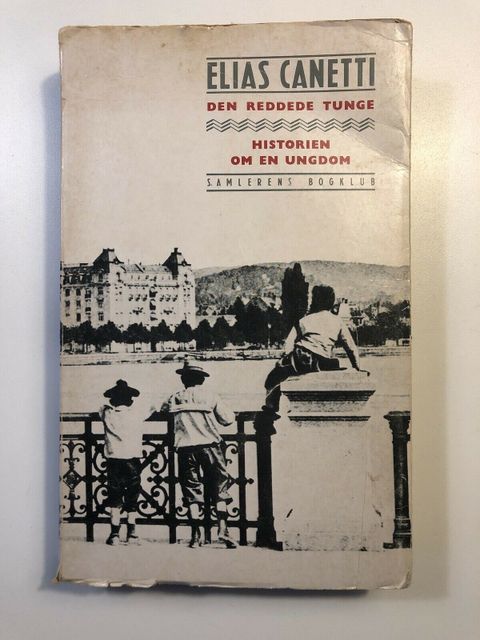 ELIAS CANETTI
DEN REDDEDE TUNGE
HISTORIEN
OM EN UNGDOM
SAMLERENS BOGKLUB